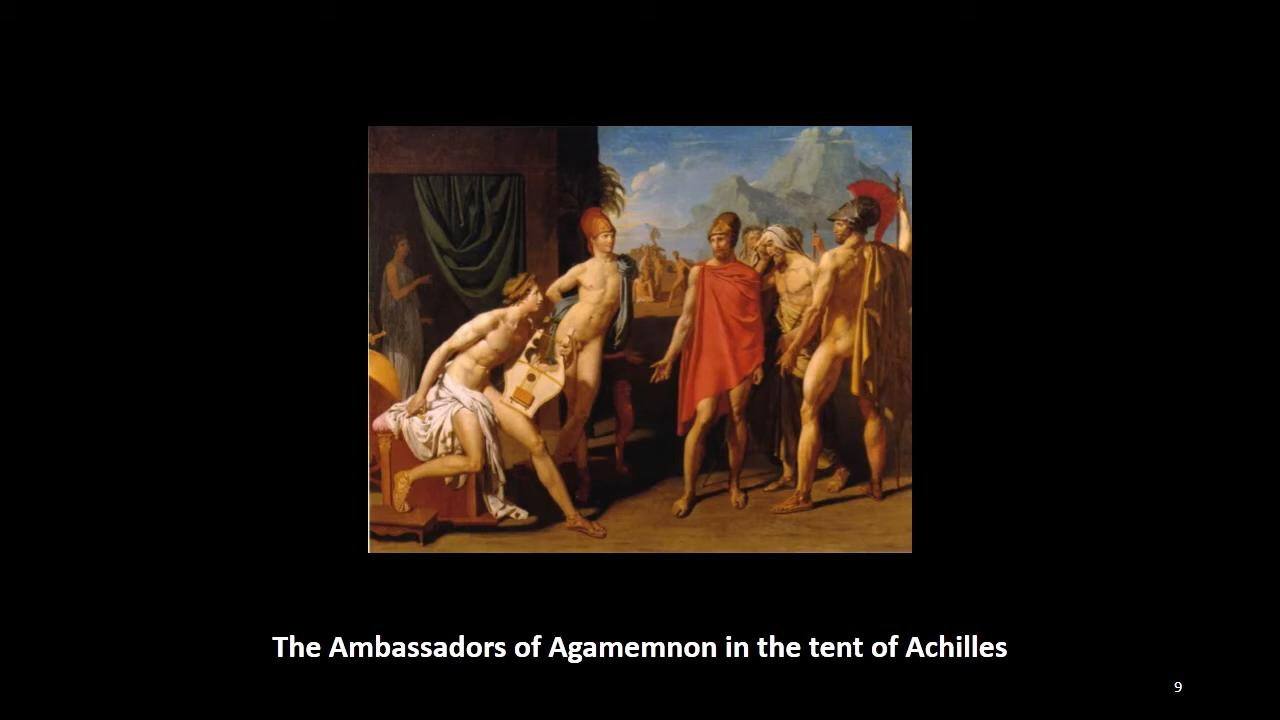 The Ambassadors of Agamemnon in the tent of Achilles
9